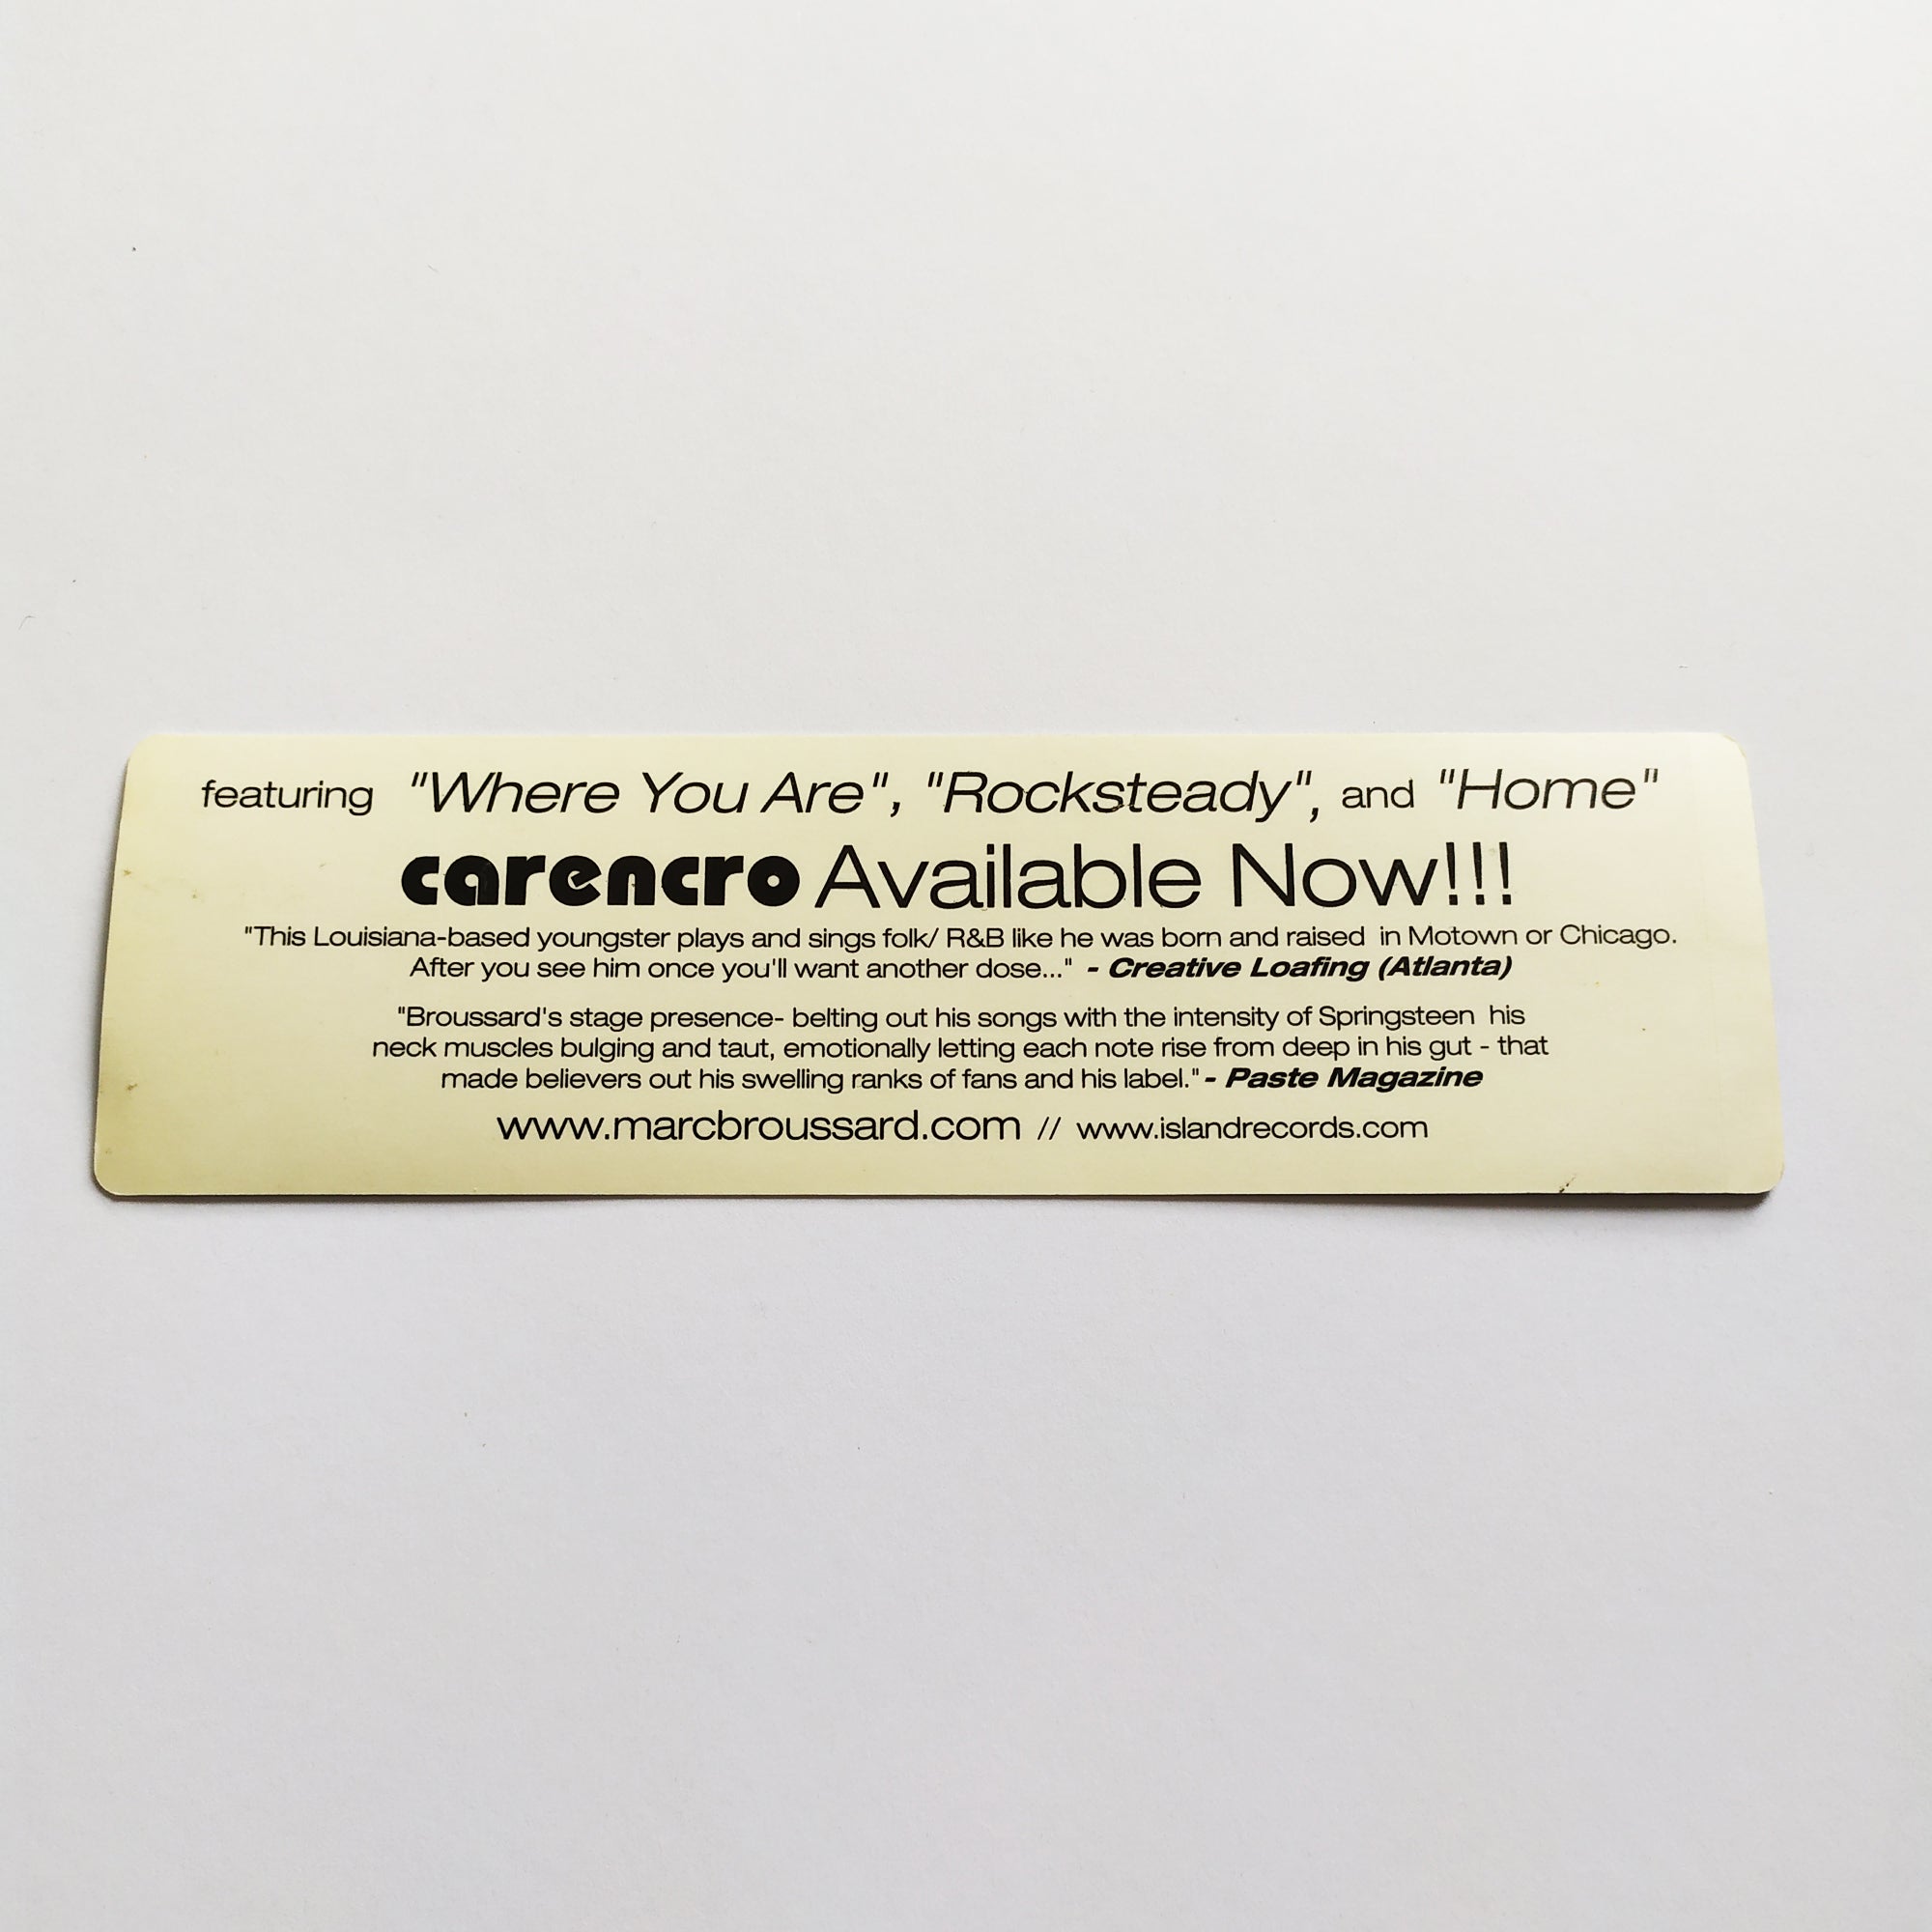 featuring "Where You Are", "Rocksteady", and "Home"
carencro Available Now!!!
"This Louisiana-based youngster plays and sings folk/ R&B like he was born and raised in Motown or Chicago.
After you see him once you'll want another dose..." - Creative Loafing (Atlanta)
"Broussard's stage presence- belting out his songs with the intensity of Springsteen his
neck muscles bulging and taut, emotionally letting each note rise from deep in his gut - that
made believers out his swelling ranks of fans and his label." - Paste Magazine
www.marcbroussard.com // www.islandrecords.com